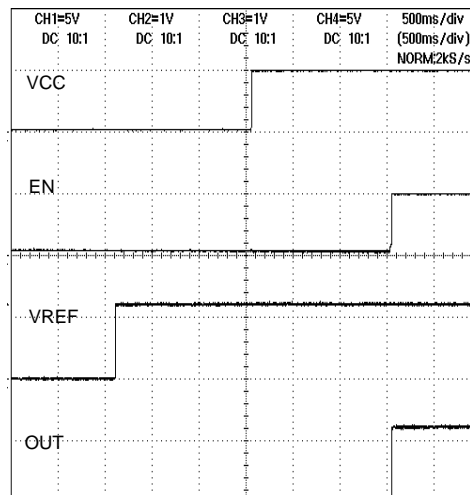 CH1=5V CH2=1V CH3=1V CH4=5V 500ms/div
DC 10:1 DC 10:1 DC 10:1 DC 10:1 (500ms/div)
NORM:2kS/s
VCC
EN
VREF
OUT